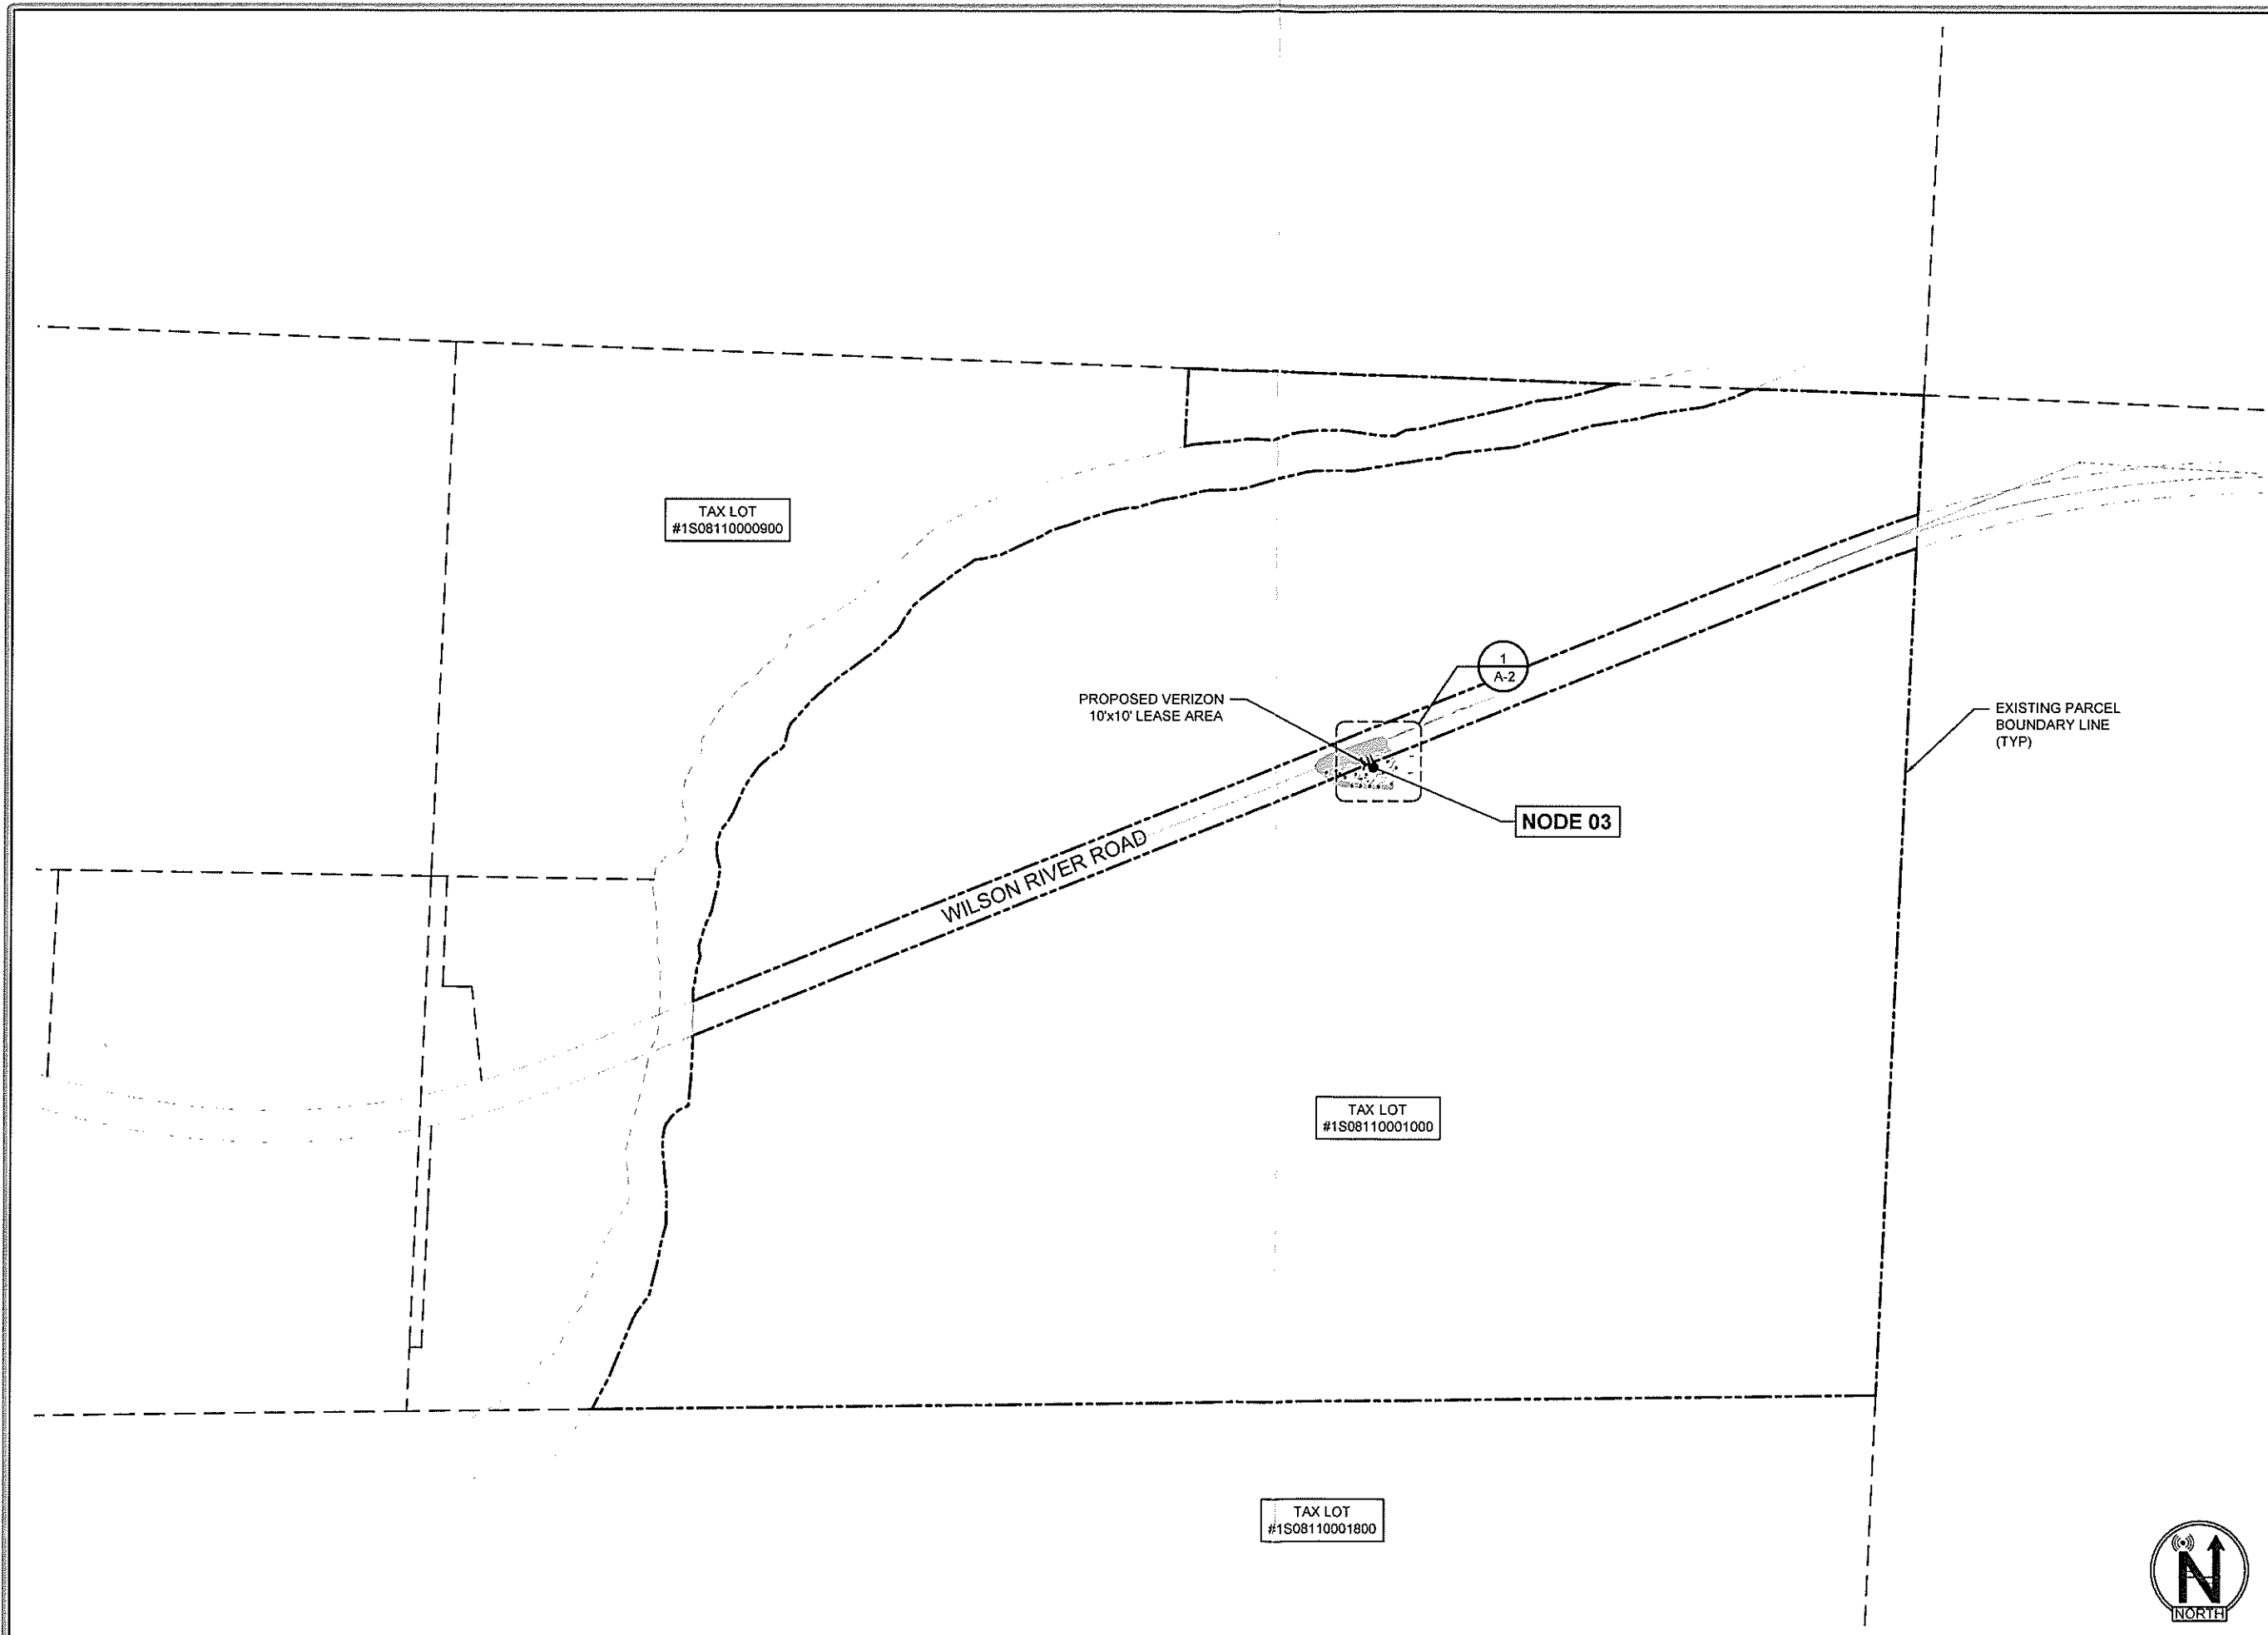 TAX LOT
#1S08110000900
1
A-2
PROPOSED VERIZON
10'x10' LEASE AREA
EXISTING PARCEL
BOUNDARY LINE
(TYP)
NODE 03
WILSON RIVER ROAD
TAX LOT
#1S08110001000
TAX LOT
#1S08110001800
N
NORTH